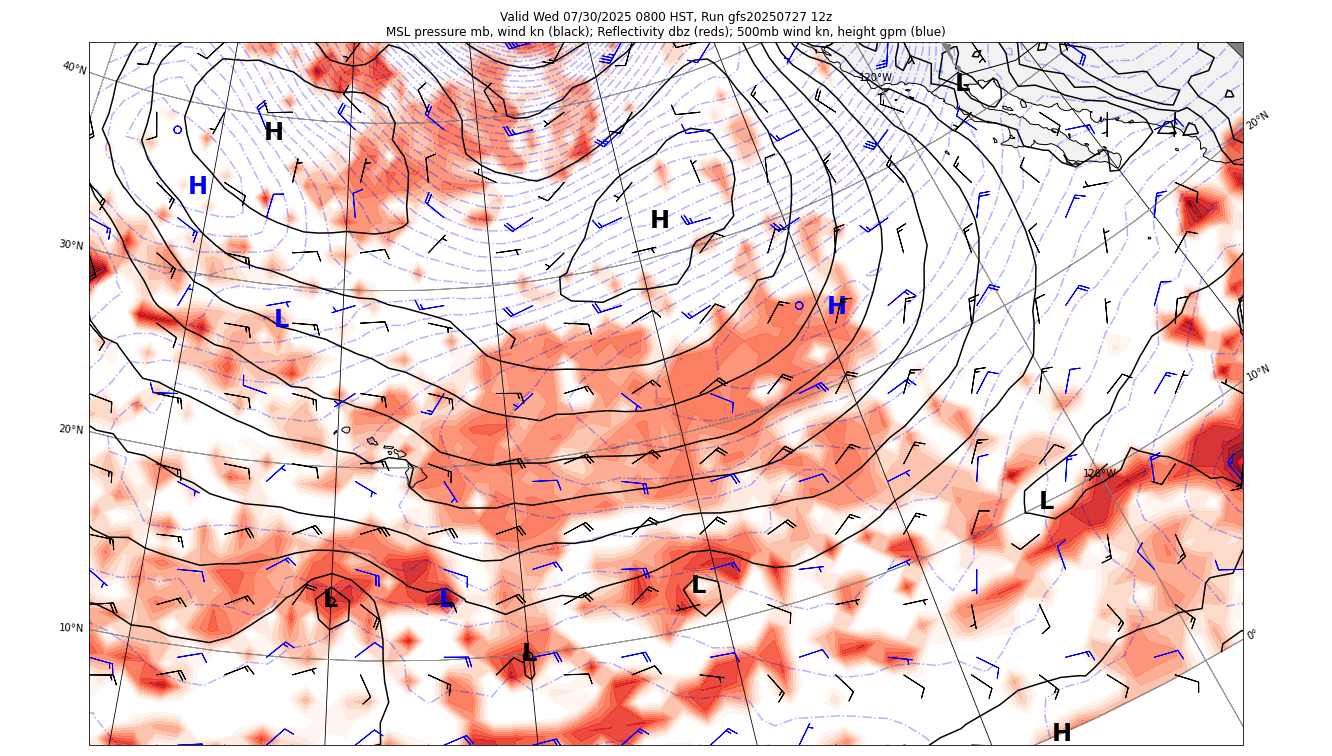 Valid Wed 07/30/2025 0800 HST, Run gfs20250727 12z
MSL pressure mb, wind kn (black); Reflectivity dbz (reds); 500mb wind kn, height gpm (blue)
40°N
120°W
L
20°N
H
H
H
30°N
L
H
10°N
20°N
120°W
L
L
L
L
10°N
0°
L
H